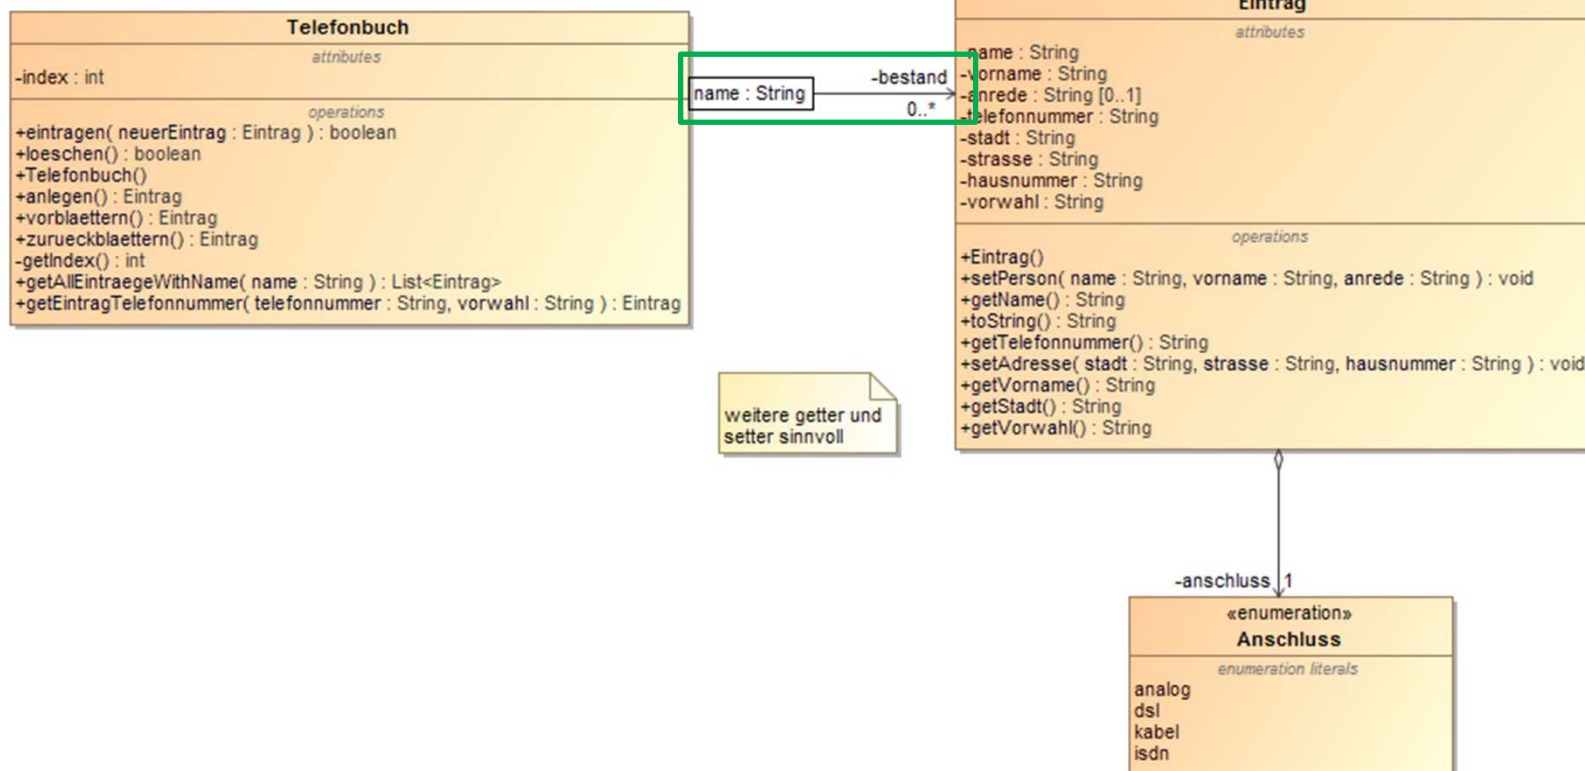 Telefonbuch
attributes
-index : int
operations
+eintragen( neuerEintrag : Eintrag ) : boolean
+loeschen() : boolean
+Telefonbuch()
+anlegen() : Eintrag
+vorblaettern() : Eintrag
+zurueckblaettern() : Eintrag
-getIndex() : int
+getAllEintraegeWithName( name : String ) : List<Eintrag>
+getEintragTelefonnummer( telefonnummer : String, vorwahl : String ) : Eintrag
name : String
-bestand
0..*
Eintrag
attributes
-name : String
-vorname : String
-anrede : String [0..1]
-telefonnummer : String
-stadt : String
-strasse : String
-hausnummer : String
-vorwahl : String
operations
+Eintrag()
+setPerson( name : String, vorname : String, anrede : String ) : void
+getName() : String
+toString() : String
+getTelefonnummer() : String
+setAdresse( stadt : String, strasse : String, hausnummer : String ) : void
+getVorname() : String
+getStadt() : String
+getVorwahl() : String
weitere getter und
setter sinnvoll
-anschluss 1
«enumeration»
Anschluss
enumeration literals
analog
dsl
kabel
isdn